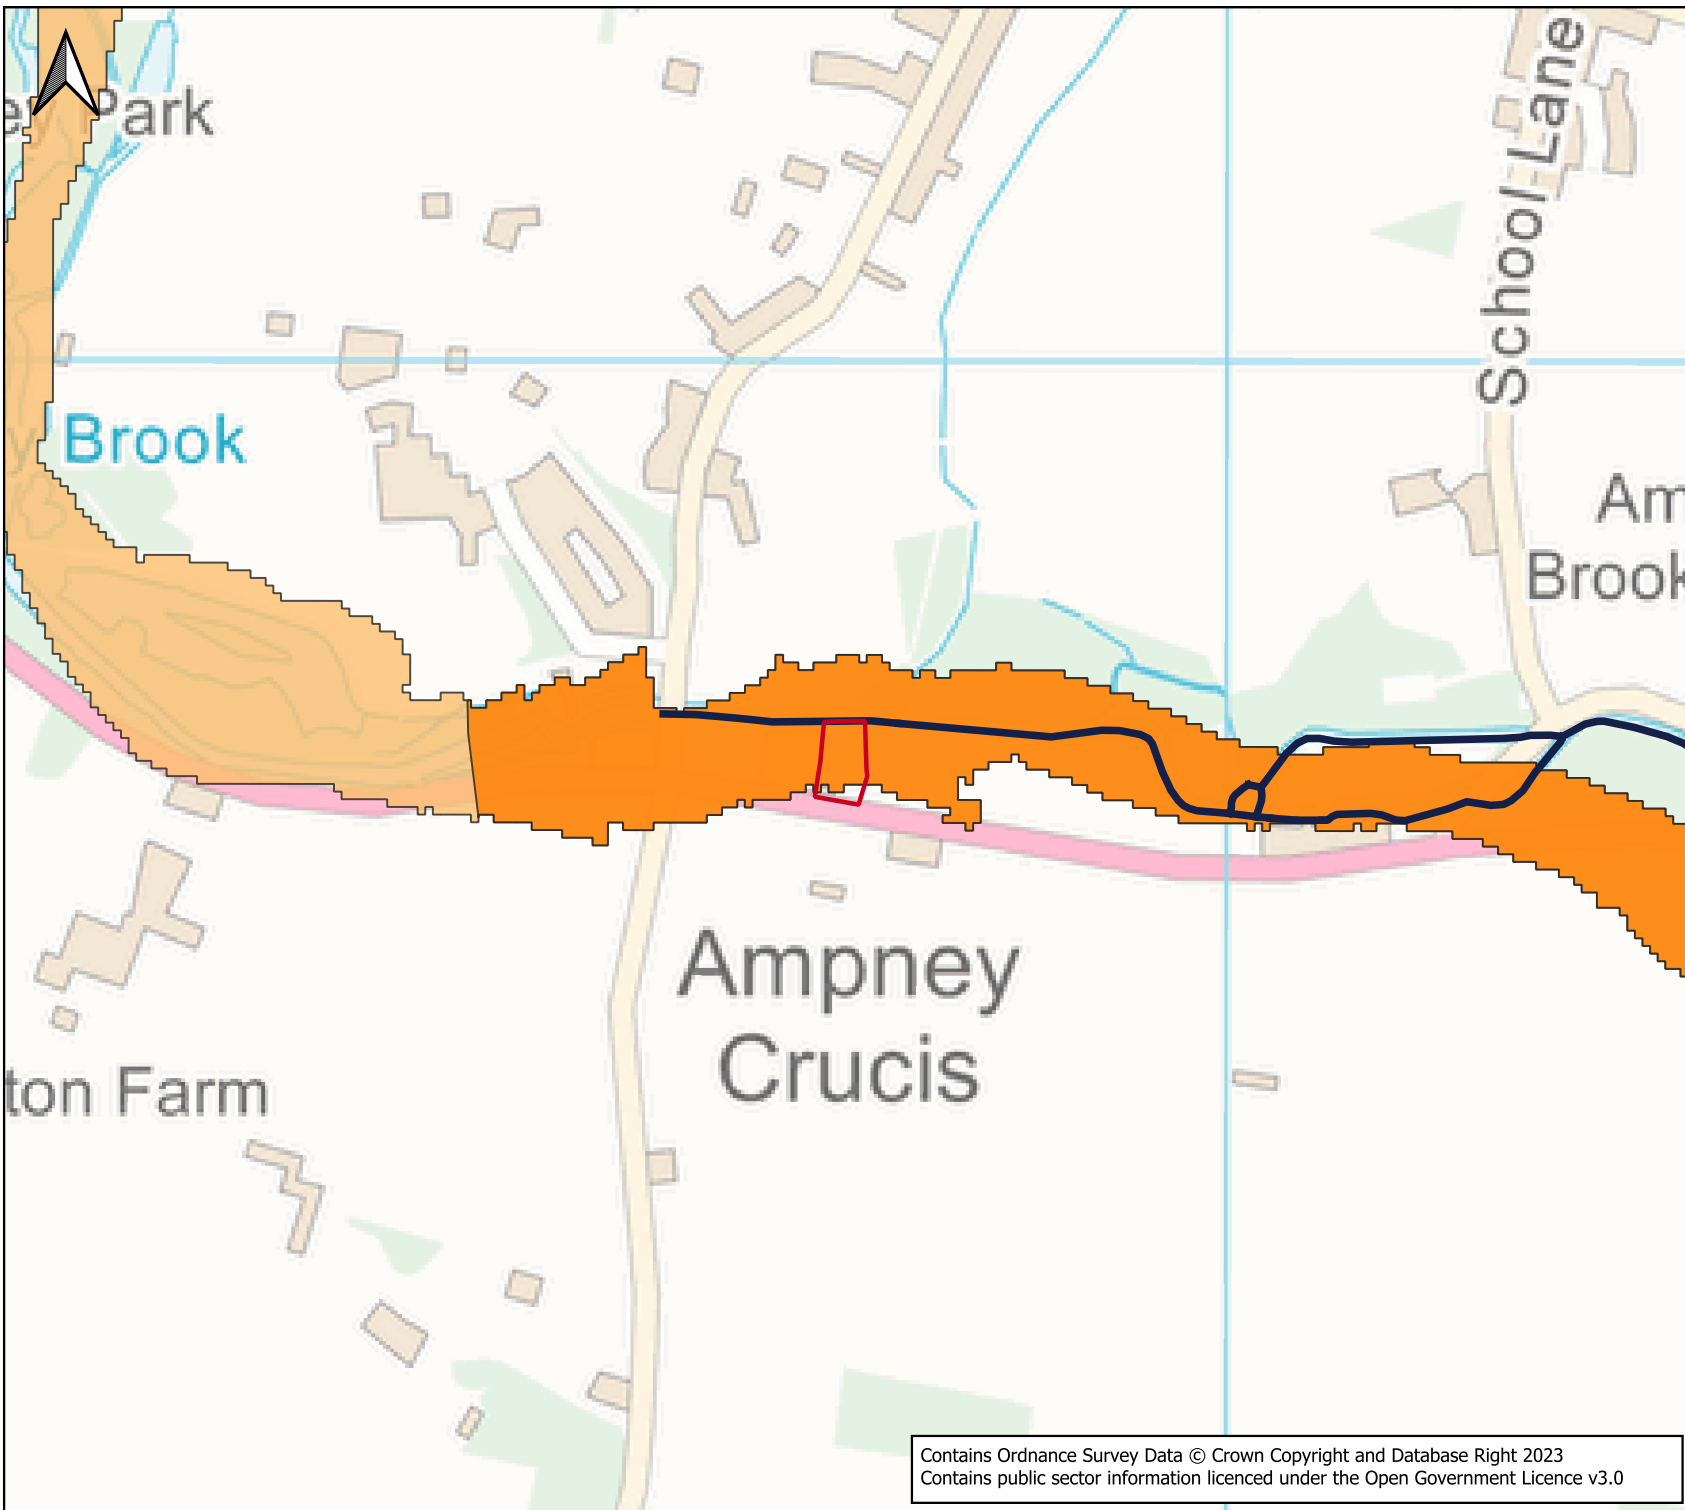 Park
School Lane
Brook
Am
Brook
Ampney
Crucis
ton Farm
Contains Ordnance Survey Data © Crown Copyright and Database Right 2023
Contains public sector information licenced under the Open Government Licence v3.0